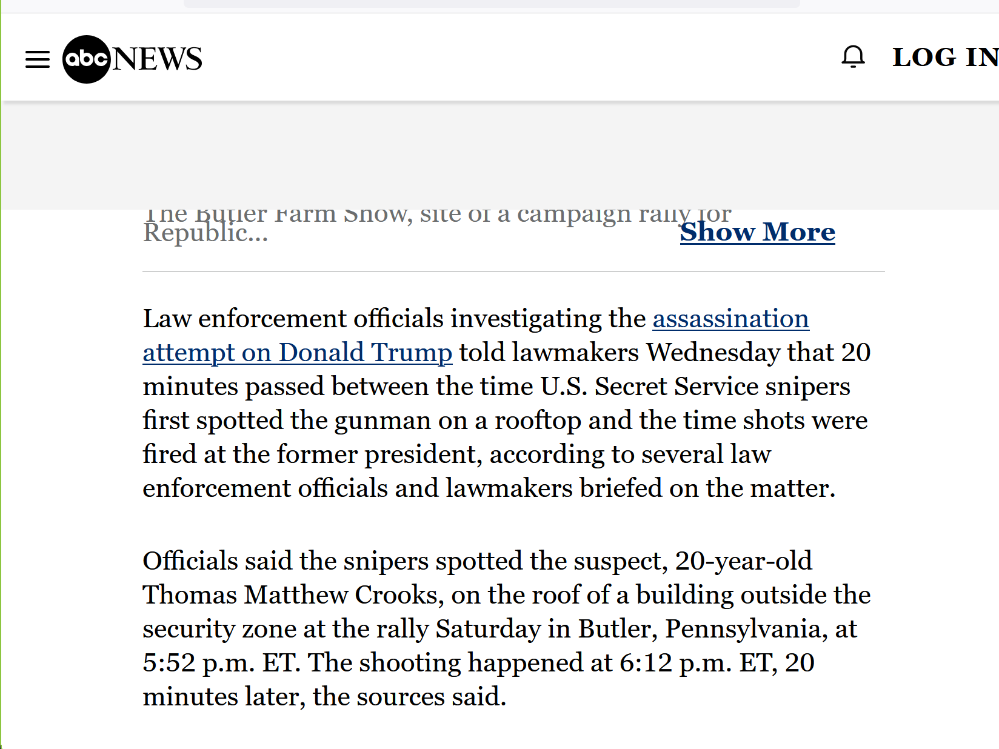 abc NEWS
LOG IN
The Butler Farm Show, site of a campaign rally for
Republic...
Show More
Law enforcement officials investigating the assassination
attempt on Donald Trump told lawmakers Wednesday that 20
minutes passed between the time U.S. Secret Service snipers
first spotted the gunman on a rooftop and the time shots were
fired at the former president, according to several law
enforcement officials and lawmakers briefed on the matter.
Officials said the snipers spotted the suspect, 20-year-old
Thomas Matthew Crooks, on the roof of a building outside the
security zone at the rally Saturday in Butler, Pennsylvania, at
5:52 p.m. ET. The shooting happened at 6:12 p.m. ET, 20
minutes later, the sources said.